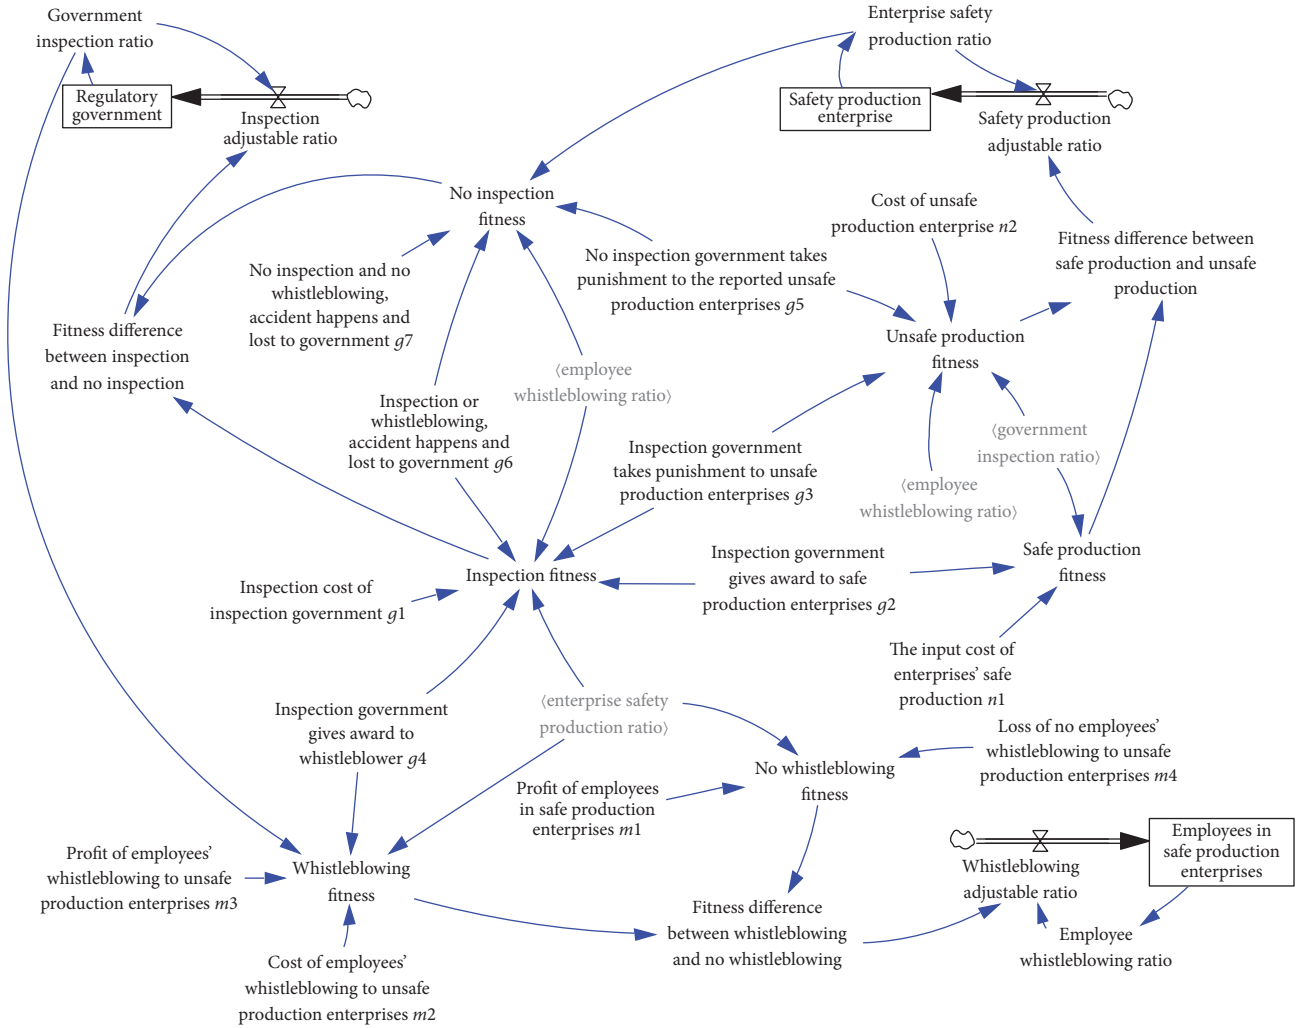 Government
inspection ratio
Enterprise safety
production ratio
Regulatory
government
Inspection
adjustable ratio
Safety production
enterprise
Safety production
adjustable ratio
No inspection
fitness
Cost of unsafe
production enterprise n2
Fitness difference between
safe production and unsafe
production
No inspection government takes
punishment to the reported unsafe
production enterprises g5
No inspection and no
whistleblowing,
accident happens and
lost to government g7
Fitness difference
between inspection
and no inspection
Unsafe production
fitness
⟨employee
whistleblowing ratio⟩
Inspection or
whistleblowing,
accident happens and
lost to government g6
Inspection government
takes punishment to unsafe
production enterprises g3
⟨government
inspection ratio⟩
⟨employee
whistleblowing ratio⟩
Inspection fitness
Inspection government
gives award to safe
production enterprises g2
Safe production
fitness
Inspection cost of
inspection government g1
The input cost of
enterprises' safe
production n1
Inspection government
gives award to
whistleblower g4
⟨enterprise safety
production ratio⟩
Loss of no employees'
whistleblowing to unsafe
production enterprises m4
No whistleblowing
fitness
Profit of employees
in safe production
enterprises m1
Profit of employees'
whistleblowing to unsafe
production enterprises m3
Whistleblowing
fitness
Whistleblowing
adjustable ratio
Employees in
safe production
enterprises
Fitness difference
between whistleblowing
and no whistleblowing
Employee
whistleblowing ratio
Cost of employees'
whistleblowing to unsafe
production enterprises m2